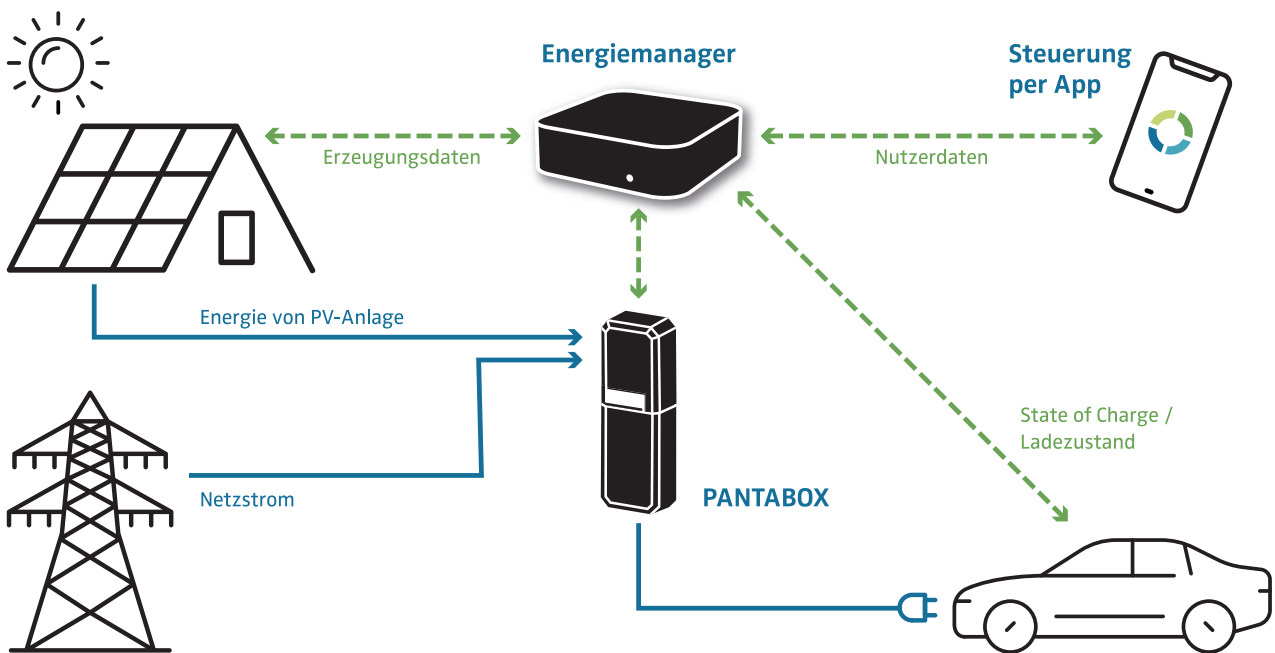 Energiemanager
Steuerung
per App
Erzeugungsdaten
Nutzerdaten
Energie von PV-Anlage
State of Charge /
Ladezustand
Netzstrom
PANTABOX